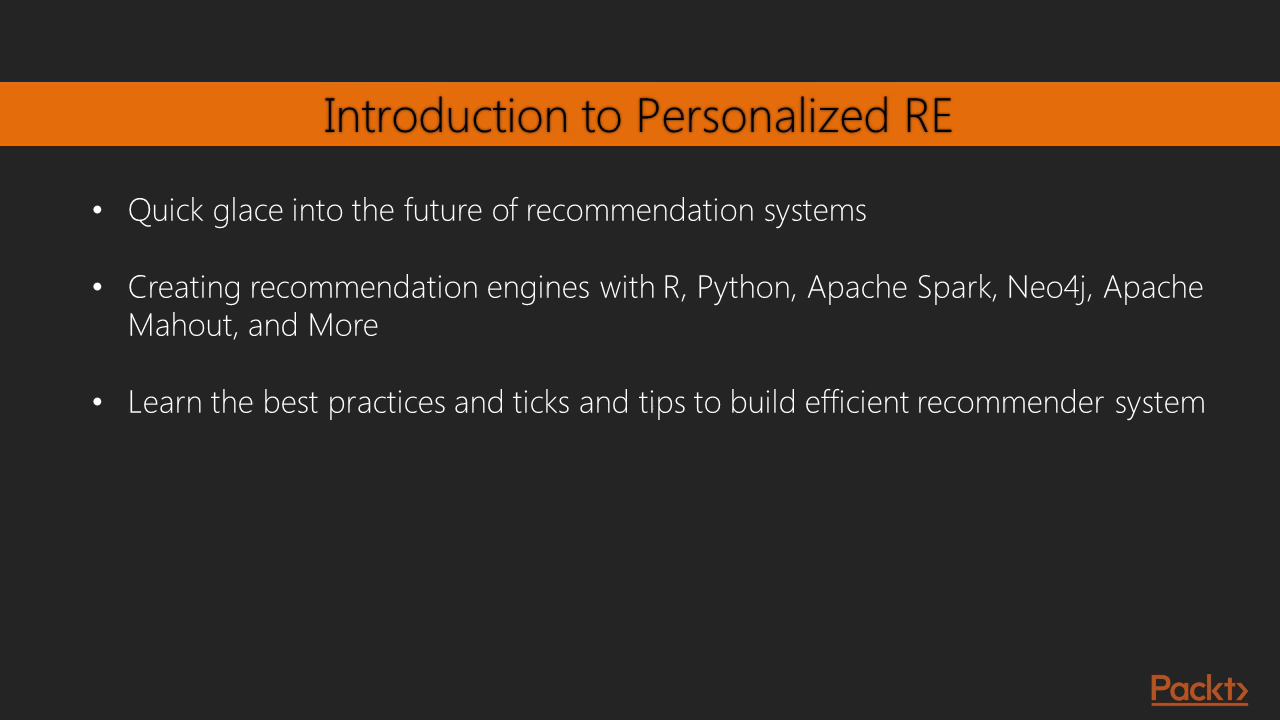 Introduction to Personalized RE
• Quick glace into the future of recommendation systems
• Creating recommendation engines with R, Python, Apache Spark, Neo4j, Apache
Mahout, and More
• Learn the best practices and ticks and tips to build efficient recommender system
Packt>